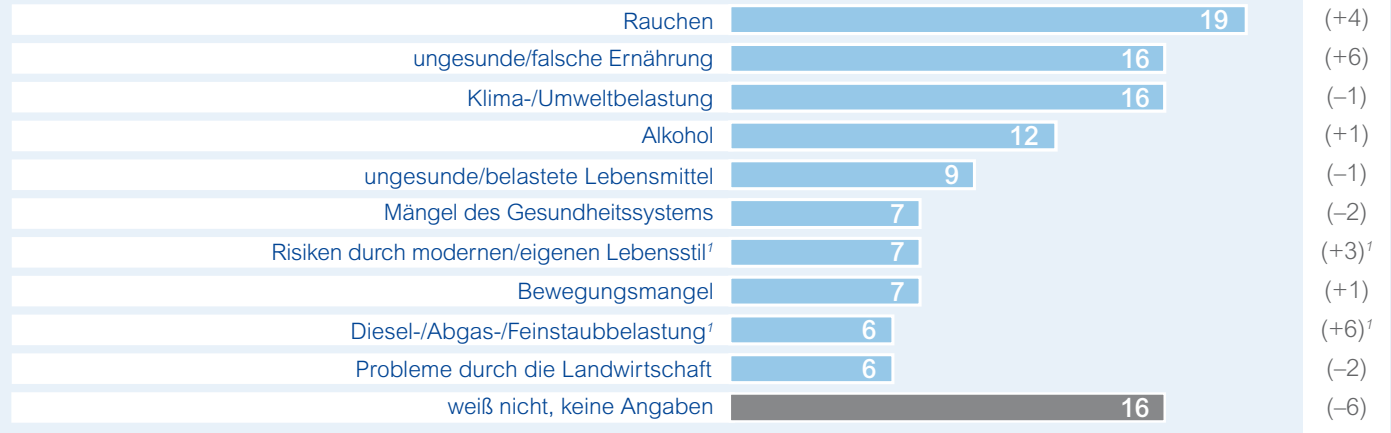 Rauchen 19 (+4)
ungesunde/falsche Ernährung 16 (+6)
Klima-/Umweltbelastung 16 (–1)
Alkohol 12 (+1)
ungesunde/belastete Lebensmittel 9 (–1)
Mängel des Gesundheitssystems 7 (–2)
Risiken durch modernen/eigenen Lebensstil¹ 7 (+3)¹
Bewegungsmangel 7 (+1)
Diesel-/Abgas-/Feinstaubbelastung¹ 6 (+6)¹
Probleme durch die Landwirtschaft 6 (–2)
weiß nicht, keine Angaben 16 (–6)